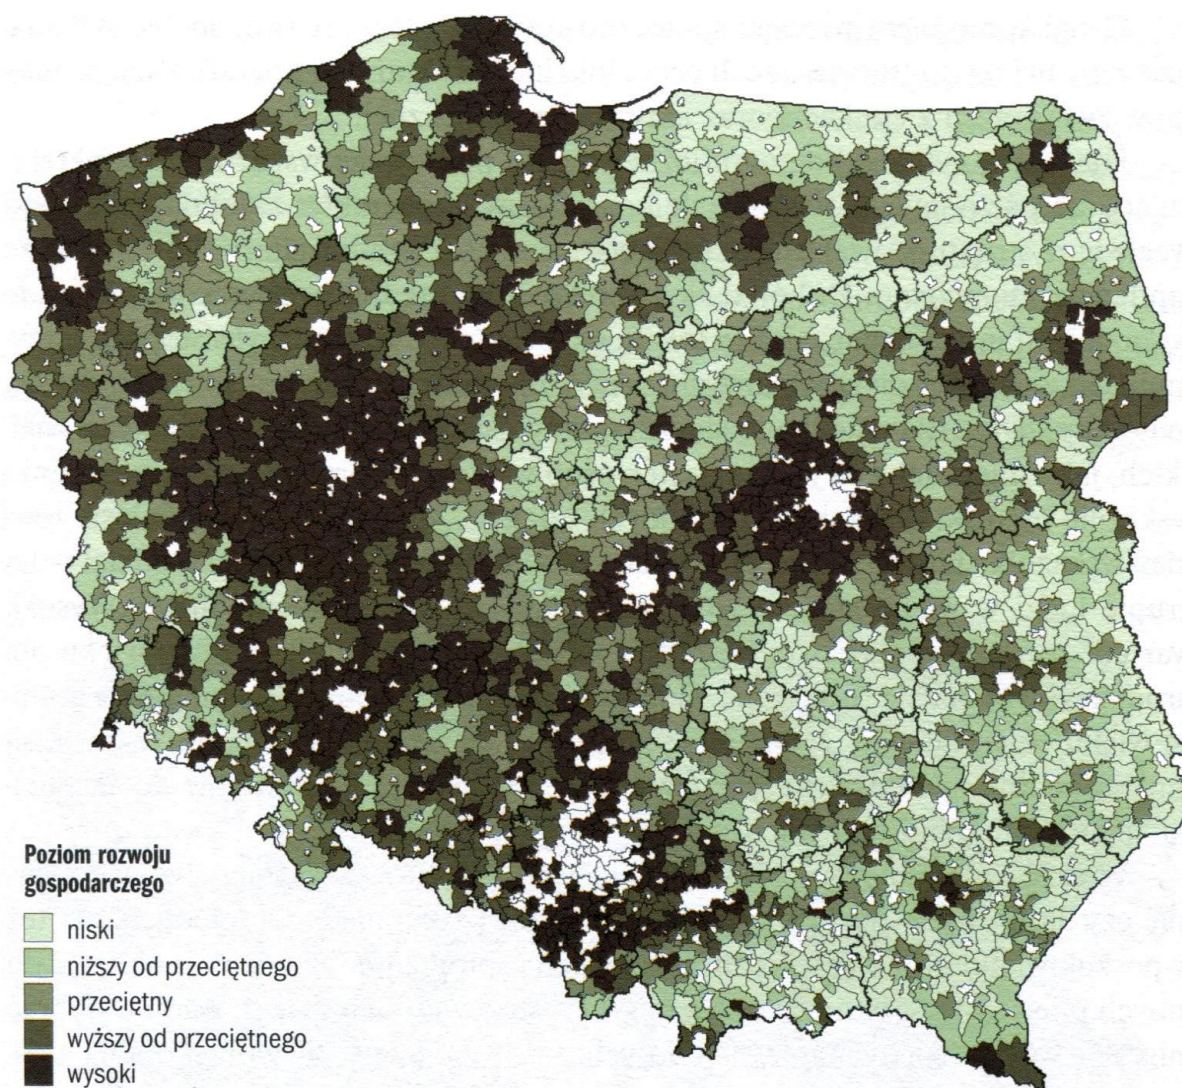 Poziom rozwoju
gospodarczego
niski
niższy od przeciętnego
przeciętny
wyższy od przeciętnego
wysoki